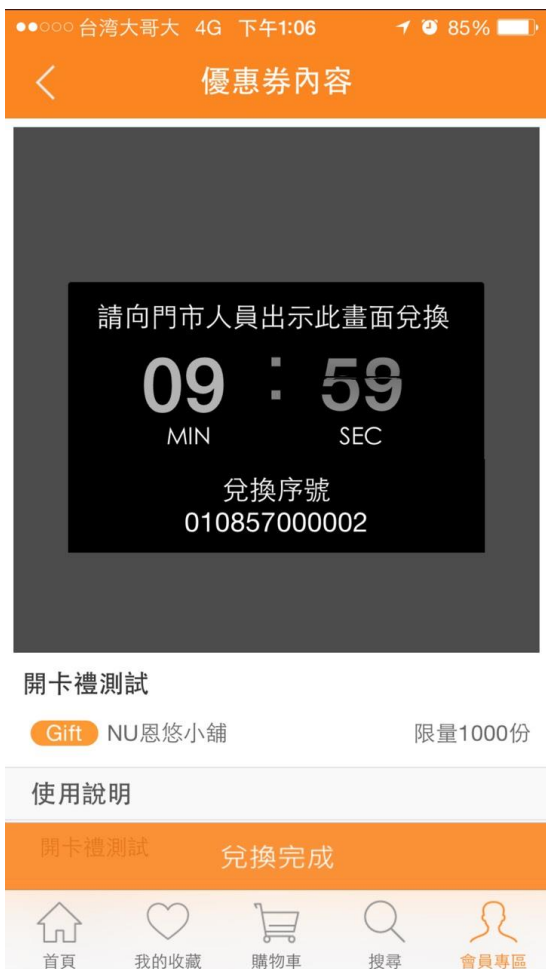 台湾大哥大 4G 下午1:06 85%
優惠券內容
請向門市人員出示此畫面兌換
09 : 59
MIN SEC
兌換序號
010857000002
開卡禮測試
Gift NU恩悠小舖 限量1000份
使用說明
開卡禮測試
兌換完成
首頁 我的收藏 購物車 搜尋 會員專區